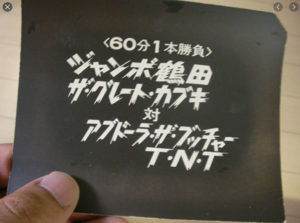 〈60分1本勝負〉
ジャンボ鶴田
ザ・グレート・カブキ
対
アブドーラ・ザ・ブッチャー
T・N・T